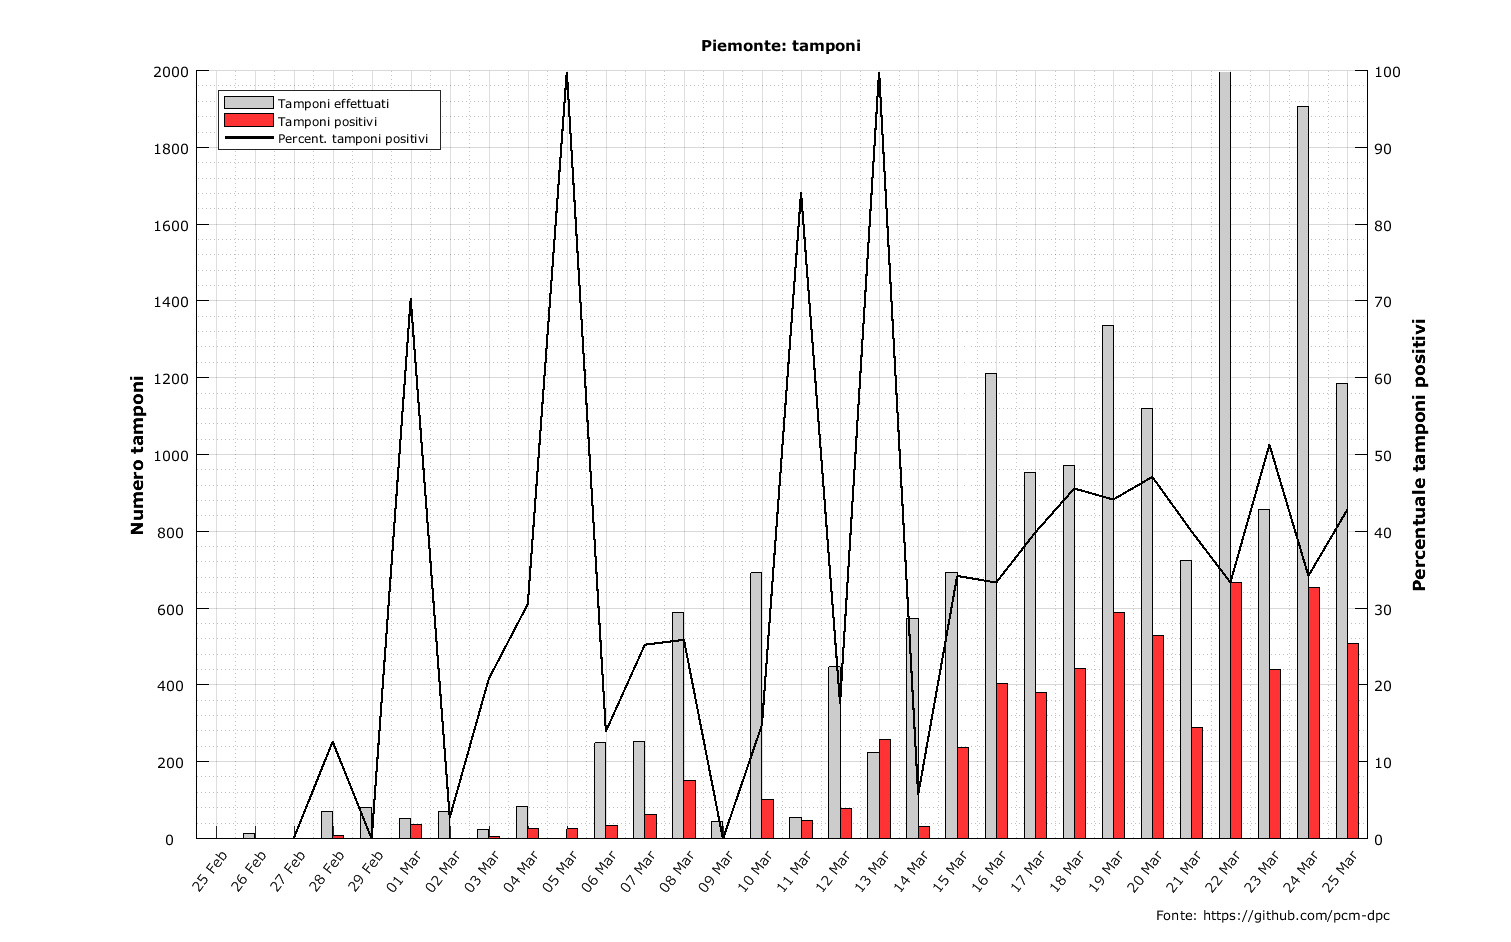 Piemonte: tamponi
Tamponi effettuati
Tamponi positivi
Percent. tamponi positivi
Numero tamponi
2000
1800
1600
1400
1200
1000
800
600
400
200
0
100
90
80
70
60
50
40
30
20
10
0
Percentuale tamponi positivi
25 Feb
26 Feb
27 Feb
28 Feb
29 Feb
01 Mar
02 Mar
03 Mar
04 Mar
05 Mar
06 Mar
07 Mar
08 Mar
09 Mar
10 Mar
11 Mar
12 Mar
13 Mar
14 Mar
15 Mar
16 Mar
17 Mar
18 Mar
19 Mar
20 Mar
21 Mar
22 Mar
23 Mar
24 Mar
25 Mar
Fonte: https://github.com/pcm-dpc